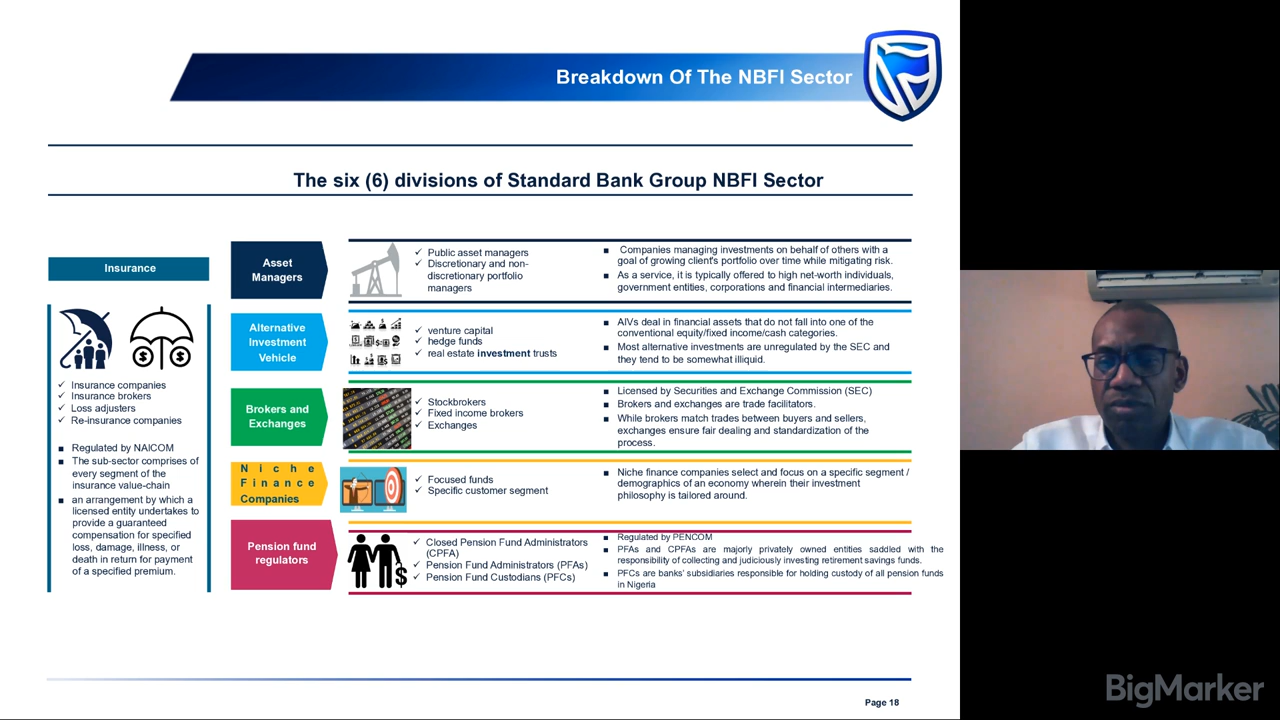 Breakdown Of The NBFI Sector
The six (6) divisions of Standard Bank Group NBFI Sector
Insurance
✓ Insurance companies
✓ Insurance brokers
✓ Loss adjusters
✓ Re-insurance companies
■ Regulated by NAICOM
■ The sub-sector comprises of
every segment of the
insurance value-chain
■ an arrangement by which a
licensed entity undertakes to
provide a guaranteed
compensation for specified
loss, damage, illness, or
death in return for payment
of a specified premium.
Asset
Managers
✓ Public asset managers
✓ Discretionary and non-
discretionary portfolio
managers
■ Companies managing investments on behalf of others with a
goal of growing client's portfolio over time while mitigating risk.
■ As a service, it is typically offered to high net-worth individuals,
government entities, corporations and financial intermediaries.
Alternative
Investment
Vehicle
✓ venture capital
✓ hedge funds
✓ real estate investment trusts
■ AIVs deal in financial assets that do not fall into one of the
conventional equity/fixed income/cash categories.
■ Most alternative investments are unregulated by the SEC and
they tend to be somewhat illiquid.
Brokers and
Exchanges
✓ Stockbrokers
✓ Fixed income brokers
✓ Exchanges
■ Licensed by Securities and Exchange Commission (SEC)
■ Brokers and exchanges are trade facilitators.
■ While brokers match trades between buyers and sellers,
exchanges ensure fair dealing and standardization of the
process.
Niche
Finance
Companies
✓ Focused funds
✓ Specific customer segment
■ Niche finance companies select and focus on a specific segment /
demographics of an economy wherein their investment
philosophy is tailored around.
Pension fund
regulators
✓ Closed Pension Fund Administrators
(CPFA)
✓ Pension Fund Administrators (PFAs)
✓ Pension Fund Custodians (PFCs)
■ Regulated by PENCOM
■ PFAs and CPFAs are majorly privately owned entities saddled with the
responsibility of collecting and judiciously investing retirement savings funds.
■ PFCs are banks' subsidiaries responsible for holding custody of all pension funds
in Nigeria
Page 18
BigMarker